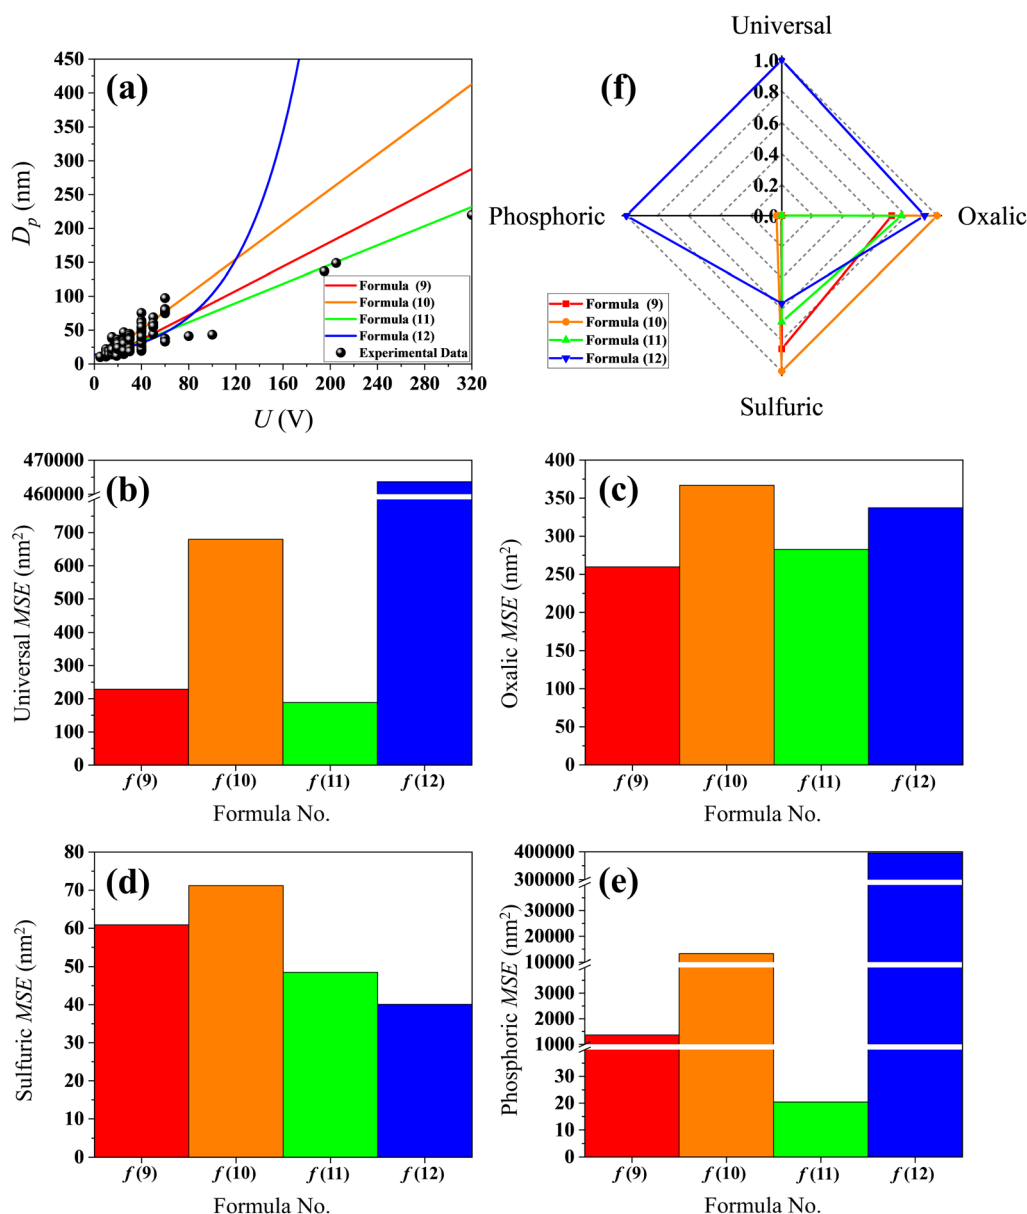 (a)
450
400
350
300
250
200
150
100
50
0
0 40 80 120 160 200 240 280 320
Dp (nm)
U (V)
Formula (9)
Formula (10)
Formula (11)
Formula (12)
Experimental Data
(f)
Universal
1.0
0.8
0.6
0.4
0.2
0.0
Phosphoric
Oxalic
Sulfuric
Formula (9)
Formula (10)
Formula (11)
Formula (12)
(b)
470000
460000
700
600
500
400
300
200
100
0
Universal MSE (nm²)
f (9) f (10) f (11) f (12)
Formula No.
(c)
400
350
300
250
200
150
100
50
0
Oxalic MSE (nm²)
f (9) f (10) f (11) f (12)
Formula No.
(d)
80
70
60
50
40
30
20
10
0
Sulfuric MSE (nm²)
f (9) f (10) f (11) f (12)
Formula No.
(e)
400000
300000
30000
20000
10000
3000
2000
1000
40
30
20
10
0
Phosphoric MSE (nm²)
f (9) f (10) f (11) f (12)
Formula No.